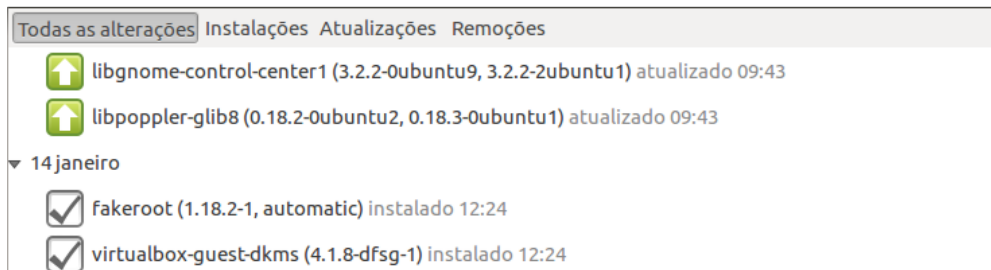 Todas as alterações Instalações Atualizações Remoções
libgnome-control-center1 (3.2.2-0ubuntu9, 3.2.2-2ubuntu1) atualizado 09:43
libpoppler-glib8 (0.18.2-0ubuntu2, 0.18.3-0ubuntu1) atualizado 09:43
14 janeiro
fakeroot (1.18.2-1, automatic) instalado 12:24
virtualbox-guest-dkms (4.1.8-dfsg-1) instalado 12:24